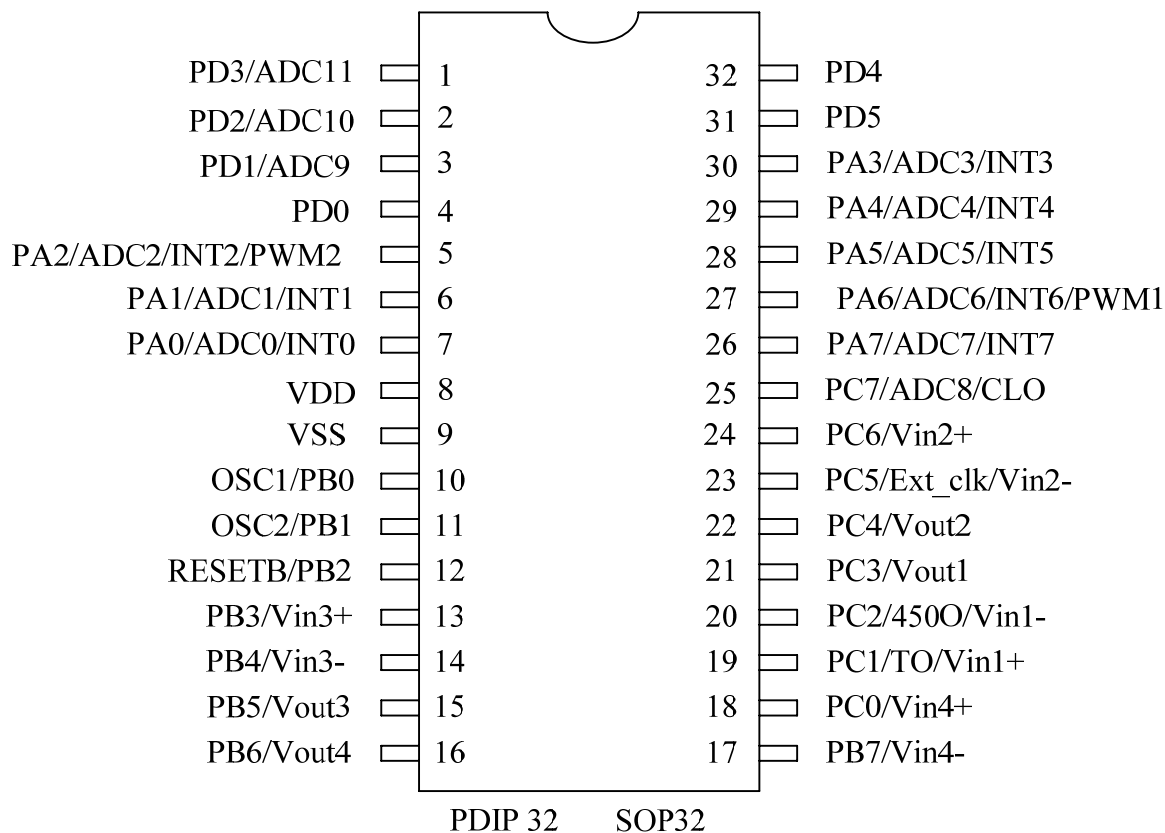 PD3/ADC11 1 32 PD4
PD2/ADC10 2 31 PD5
PD1/ADC9 3 30 PA3/ADC3/INT3
PD0 4 29 PA4/ADC4/INT4
PA2/ADC2/INT2/PWM2 5 28 PA5/ADC5/INT5
PA1/ADC1/INT1 6 27 PA6/ADC6/INT6/PWM1
PA0/ADC0/INT0 7 26 PA7/ADC7/INT7
VDD 8 25 PC7/ADC8/CLO
VSS 9 24 PC6/Vin2+
OSC1/PB0 10 23 PC5/Ext_clk/Vin2-
OSC2/PB1 11 22 PC4/Vout2
RESETB/PB2 12 21 PC3/Vout1
PB3/Vin3+ 13 20 PC2/450O/Vin1-
PB4/Vin3- 14 19 PC1/TO/Vin1+
PB5/Vout3 15 18 PC0/Vin4+
PB6/Vout4 16 17 PB7/Vin4-
PDIP 32 SOP32